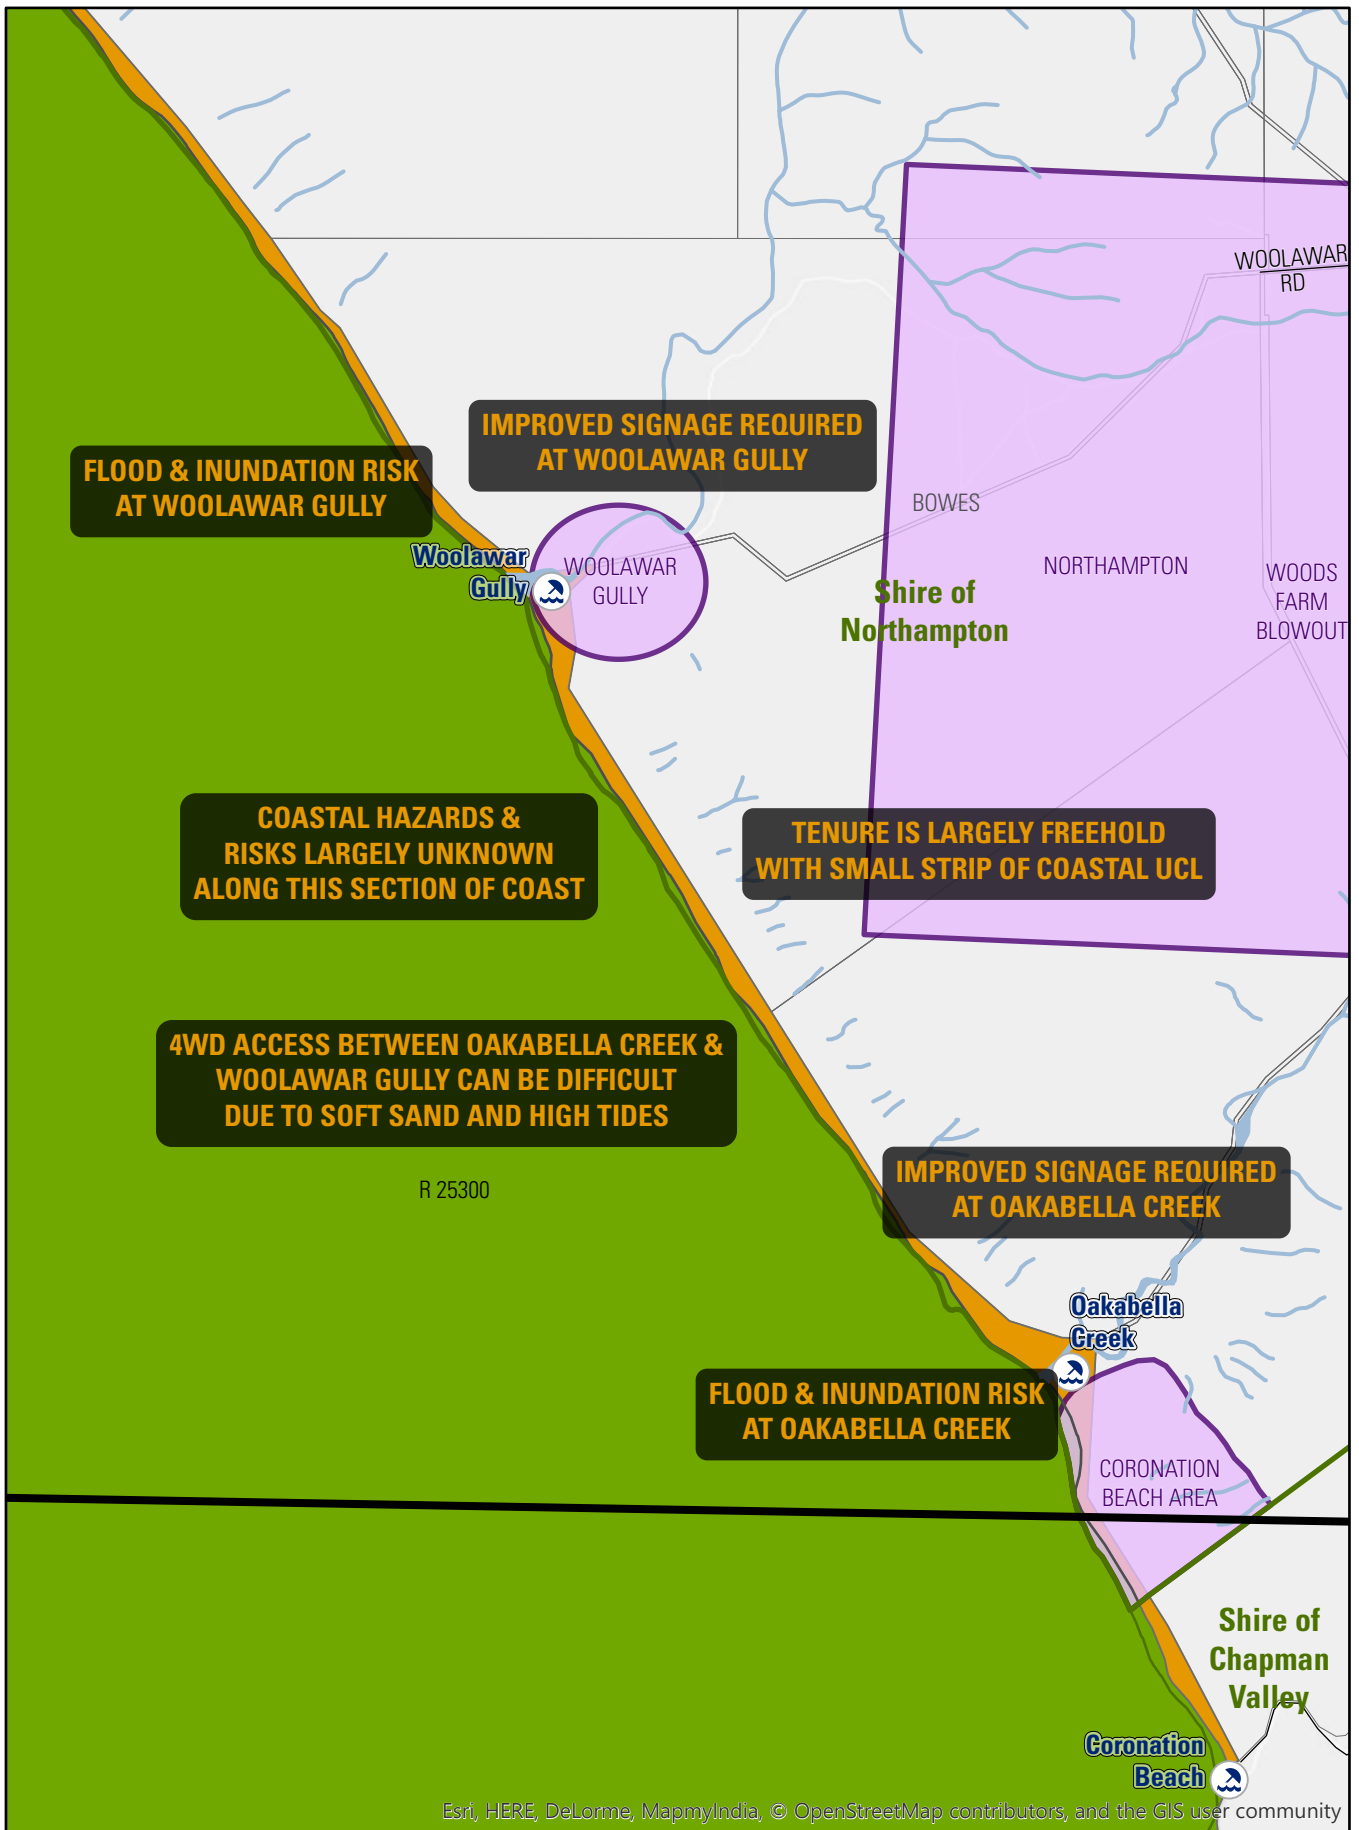 WOOLAWAR
RD
IMPROVED SIGNAGE REQUIRED
AT WOOLAWAR GULLY
FLOOD & INUNDATION RISK
AT WOOLAWAR GULLY
BOWES
Woolawar
Gully
WOOLAWAR
GULLY
NORTHAMPTON
WOODS
FARM
BLOWOUT
Shire of
Northampton
COASTAL HAZARDS &
RISKS LARGELY UNKNOWN
ALONG THIS SECTION OF COAST
TENURE IS LARGELY FREEHOLD
WITH SMALL STRIP OF COASTAL UCL
4WD ACCESS BETWEEN OAKABELLA CREEK &
WOOLAWAR GULLY CAN BE DIFFICULT
DUE TO SOFT SAND AND HIGH TIDES
R 25300
IMPROVED SIGNAGE REQUIRED
AT OAKABELLA CREEK
Oakabella
Creek
FLOOD & INUNDATION RISK
AT OAKABELLA CREEK
CORONATION
BEACH AREA
Shire of
Chapman
Valley
Coronation
Beach
Esri, HERE, DeLorme, MapmyIndia, © OpenStreetMap contributors, and the GIS user community